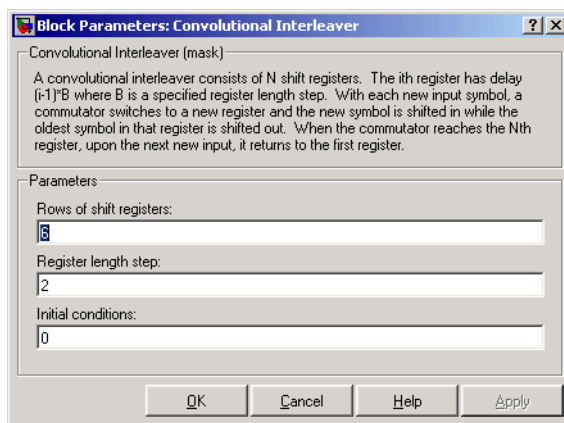 Block Parameters: Convolutional Interleaver
Convolutional Interleaver (mask)
A convolutional interleaver consists of N shift registers. The ith register has delay
(i-1)*B where B is a specified register length step. With each new input symbol, a
commutator switches to a new register and the new symbol is shifted in while the
oldest symbol in that register is shifted out. When the commutator reaches the Nth
register, upon the next new input, it returns to the first register.
Parameters
Rows of shift registers:
6
Register length step:
2
Initial conditions:
0
OK Cancel Help Apply